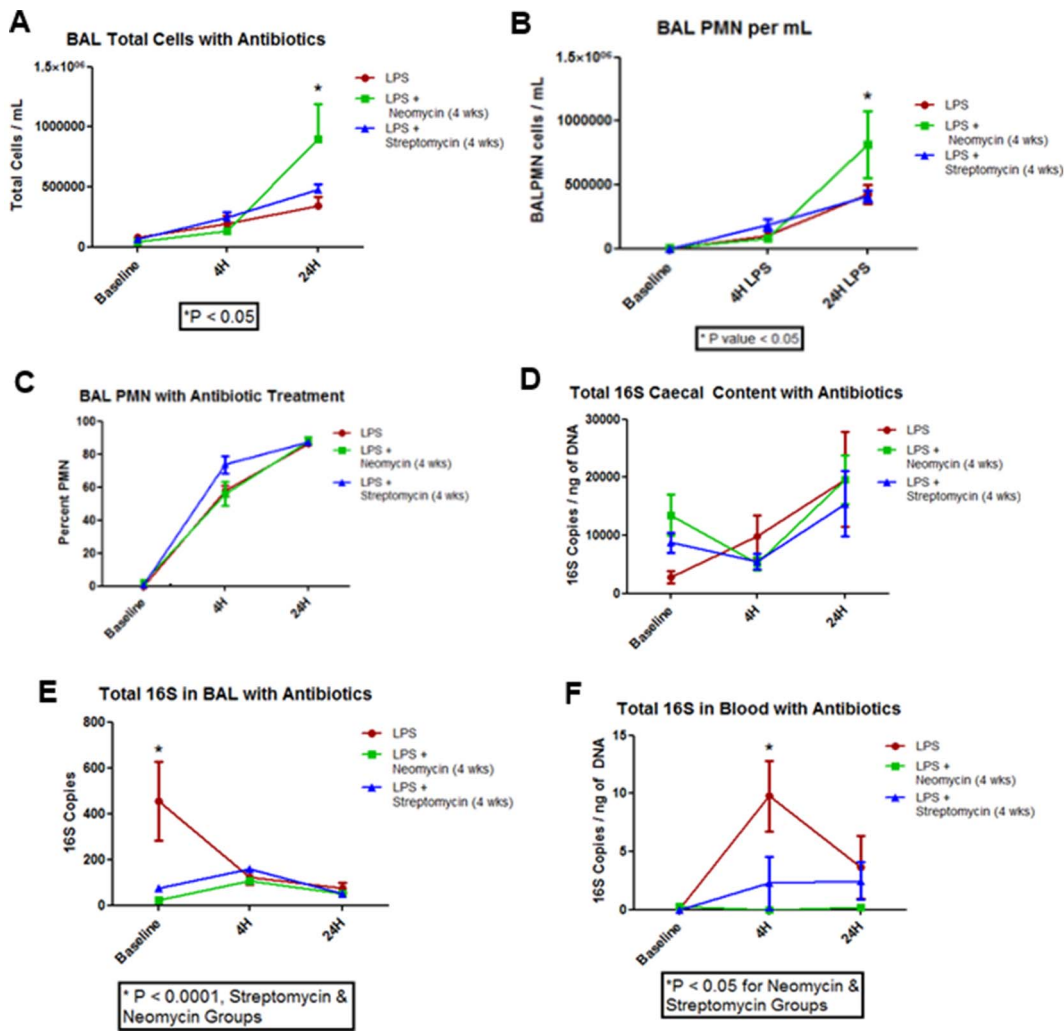 A
BAL Total Cells with Antibiotics
1.5×10⁰⁶
1000000
500000
0
Total Cells / mL
Baseline
4H
24H
*
LPS
LPS +
Neomycin (4 wks)
LPS +
Streptomycin (4 wks)
*P < 0.05
B
BAL PMN per mL
1.5×10⁰⁶
1000000
500000
0
BALPMN cells / mL
Baseline
4H LPS
24H LPS
*
LPS
LPS +
Neomycin (4 wks)
LPS +
Streptomycin (4 wks)
* P value < 0.05
C
BAL PMN with Antibiotic Treatment
100
80
60
40
20
0
Percent PMN
Baseline
4H
24H
LPS
LPS +
Neomycin (4 wks)
LPS +
Streptomycin (4 wks)
D
Total 16S Caecal Content with Antibiotics
30000
20000
10000
0
16S Copies / ng of DNA
Baseline
4H
24H
LPS
LPS +
Neomycin (4 wks)
LPS +
Streptomycin (4 wks)
E
Total 16S in BAL with Antibiotics
800
600
400
200
0
16S Copies
Baseline
4H
24H
*
LPS
LPS +
Neomycin (4 wks)
LPS +
Streptomycin (4 wks)
* P < 0.0001, Streptomycin &
Neomycin Groups
F
Total 16S in Blood with Antibiotics
15
10
5
0
16S Copies / ng of DNA
Baseline
4H
24H
*
LPS
LPS +
Neomycin (4 wks)
LPS +
Streptomycin (4 wks)
*P < 0.05 for Neomycin &
Streptomycin Groups